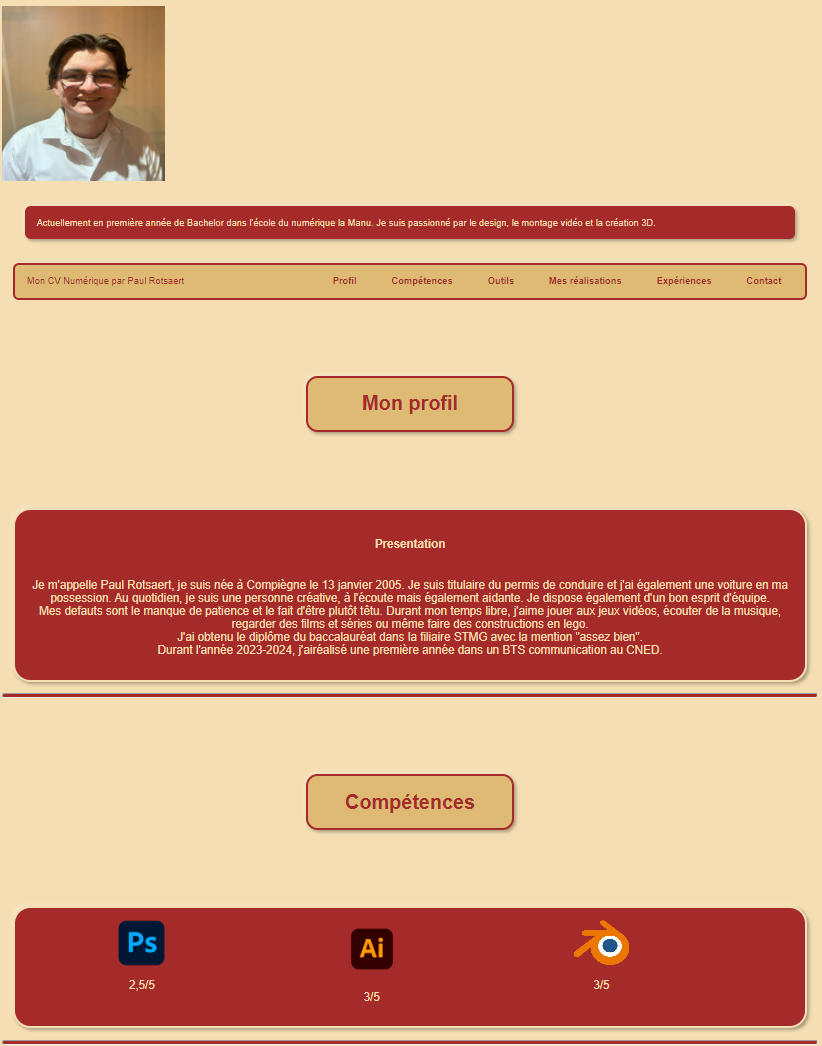 Actuellement en première année de Bachelor dans l'école du numérique la Manu. Je suis passionné par le design, le montage vidéo et la création 3D.
Mon CV Numérique par Paul Rotsaert Profil Compétences Outils Mes réalisations Expériences Contact
Mon profil
Presentation
Je m'appelle Paul Rotsaert, je suis née à Compiègne le 13 janvier 2005. Je suis titulaire du permis de conduire et j'ai également une voiture en ma
possession. Au quotidien, je suis une personne créative, à l'écoute mais également aidante. Je dispose également d'un bon esprit d'équipe.
Mes defauts sont le manque de patience et le fait d'être plutôt têtu. Durant mon temps libre, j'aime jouer aux jeux vidéos, écouter de la musique,
regarder des films et séries ou même faire des constructions en lego.
J'ai obtenu le diplôme du baccalauréat dans la filiaire STMG avec la mention "assez bien".
Durant l'année 2023-2024, j'airéalisé une première année dans un BTS communication au CNED.
Compétences
Ps
Ai
2,5/5
3/5
3/5